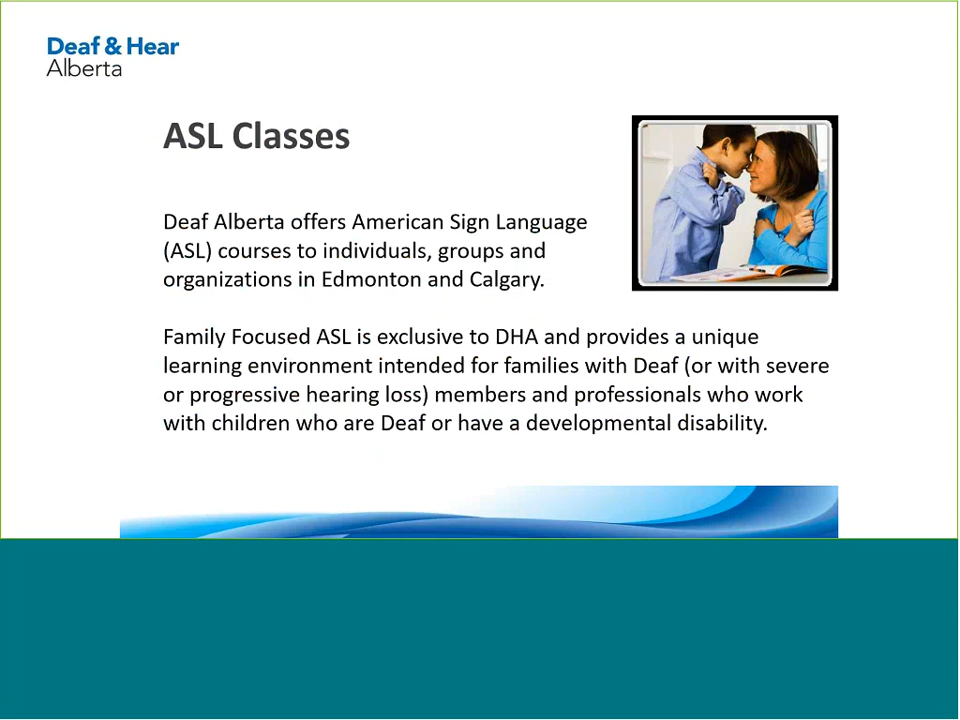 Deaf & Hear
Alberta
ASL Classes
Deaf Alberta offers American Sign Language
(ASL) courses to individuals, groups and
organizations in Edmonton and Calgary.
Family Focused ASL is exclusive to DHA and provides a unique
learning environment intended for families with Deaf (or with severe
or progressive hearing loss) members and professionals who work
with children who are Deaf or have a developmental disability.